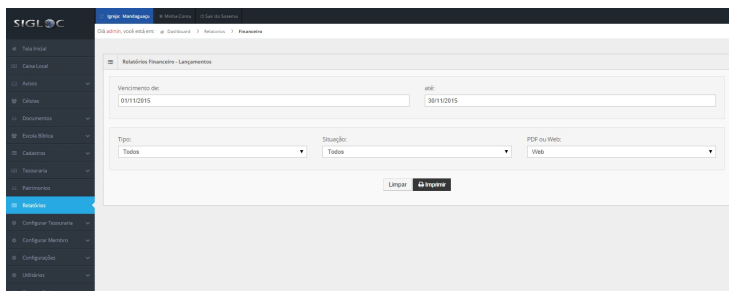 SIGLOC
Igreja: Mandaguaçu Minha Conta Sair do Sistema
Olá admin, você está em: Dashboard > Relatórios > Financeiro
Tela Inicial
Caixa Local
Avisos
Células
Documentos
Escola Bíblica
Cadastros
Tesouraria
Patrimonios
Relatórios
Configurar Tesouraria
Configurar Membro
Configurações
Utilitários
Relatórios Financeiro - Lançamentos
Vencimento de: até:
01/11/2015 30/11/2015
Tipo: Situação: PDF ou Web:
Todos Todos Web
Limpar Imprimir